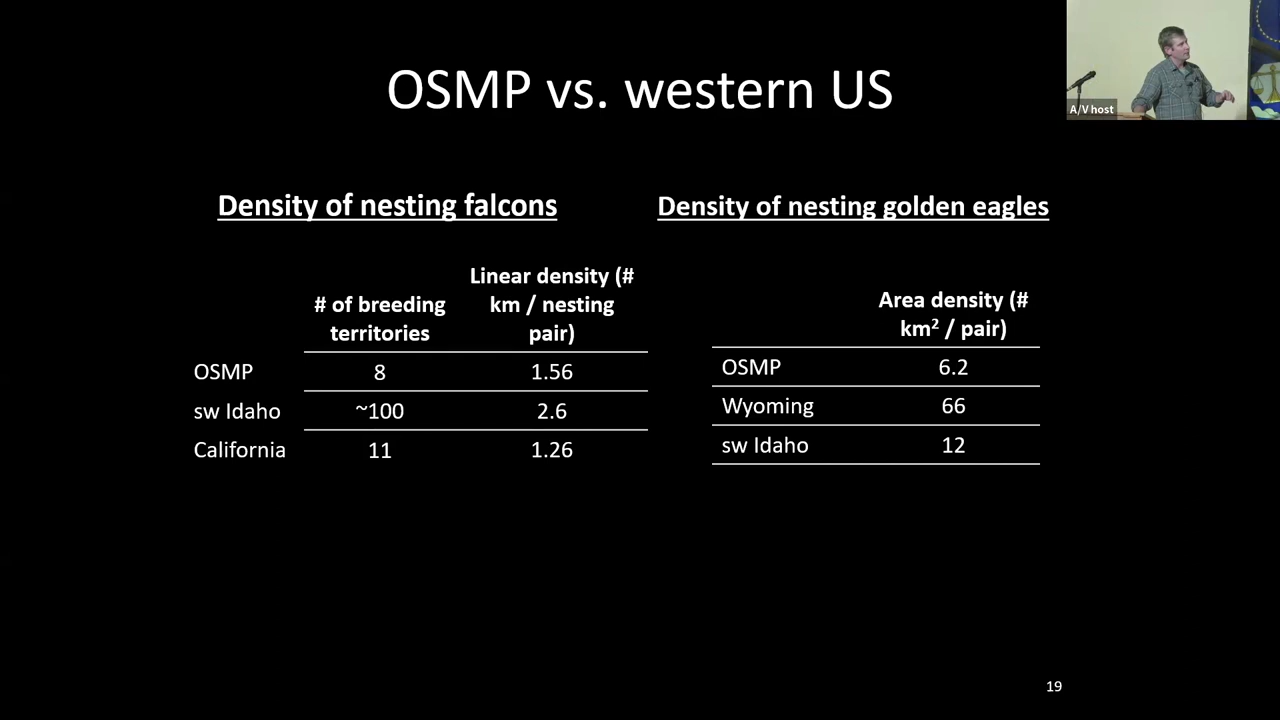 OSMP vs. western US
A/V host
Density of nesting falcons
# of breeding
territories
Linear density (#
km / nesting
pair)
OSMP 8 1.56
sw Idaho ~100 2.6
California 11 1.26
Density of nesting golden eagles
Area density (#
km² / pair)
OSMP 6.2
Wyoming 66
sw Idaho 12
19